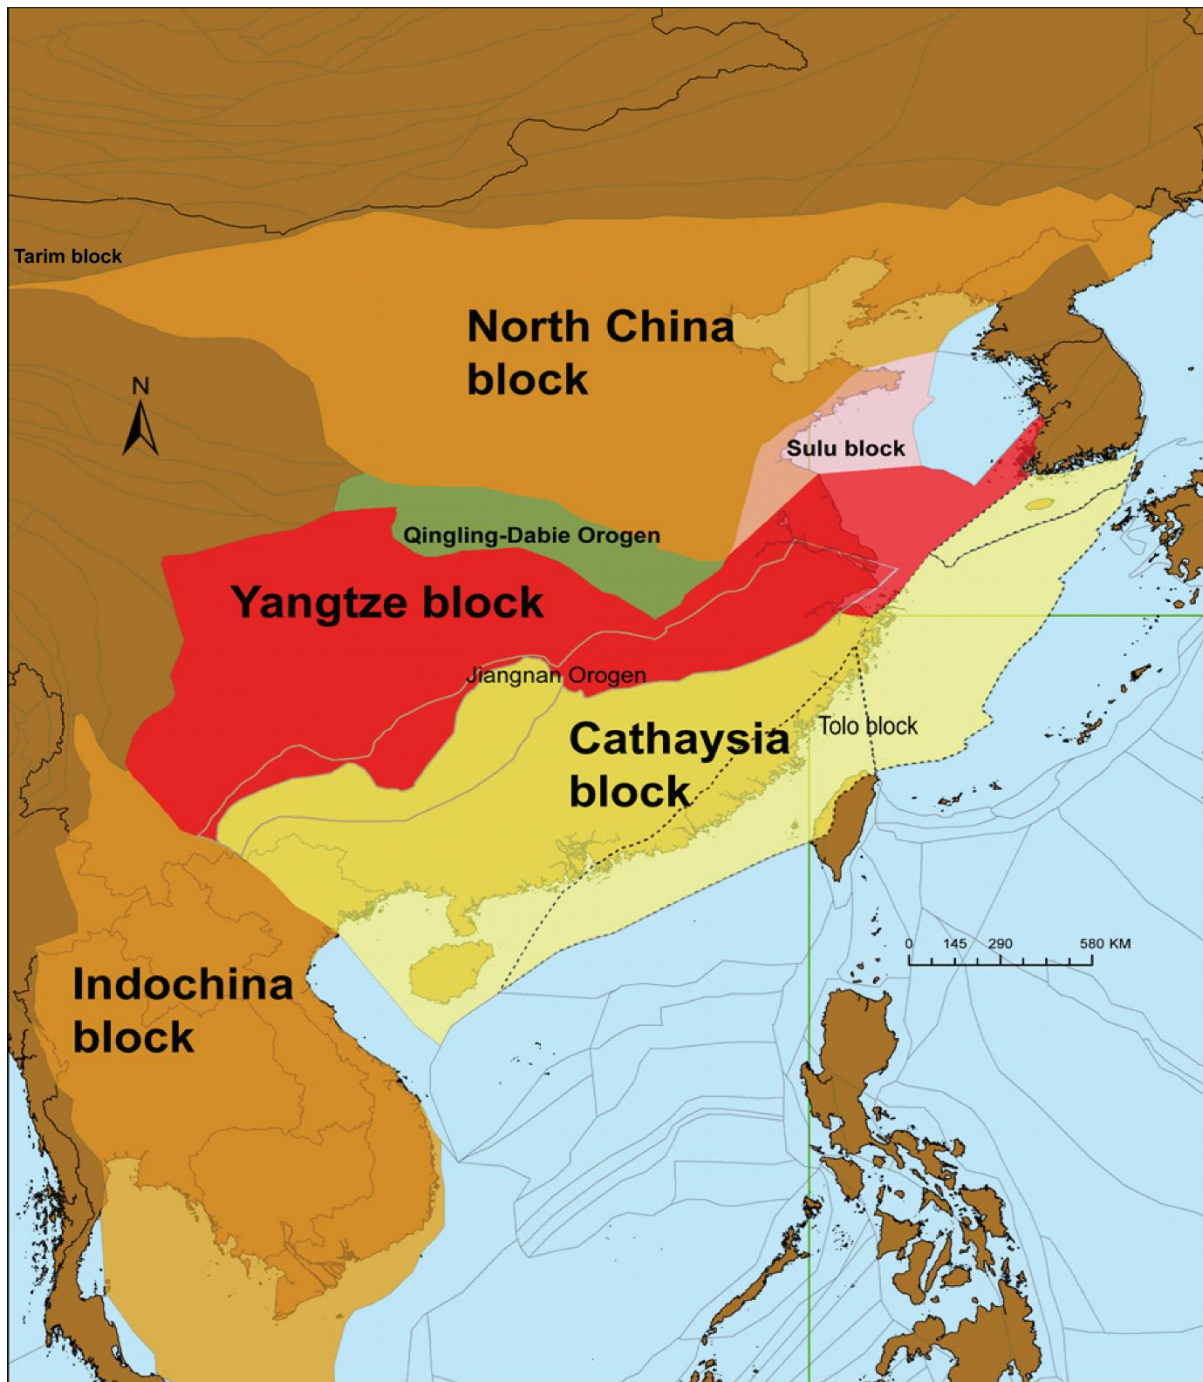 Tarim block
North China
block
N
Sulu block
Qingling-Dabie Orogen
Yangtze block
Jiangnan Orogen
Cathaysia
block
Tolo block
0 145 290 580 KM
Indochina
block